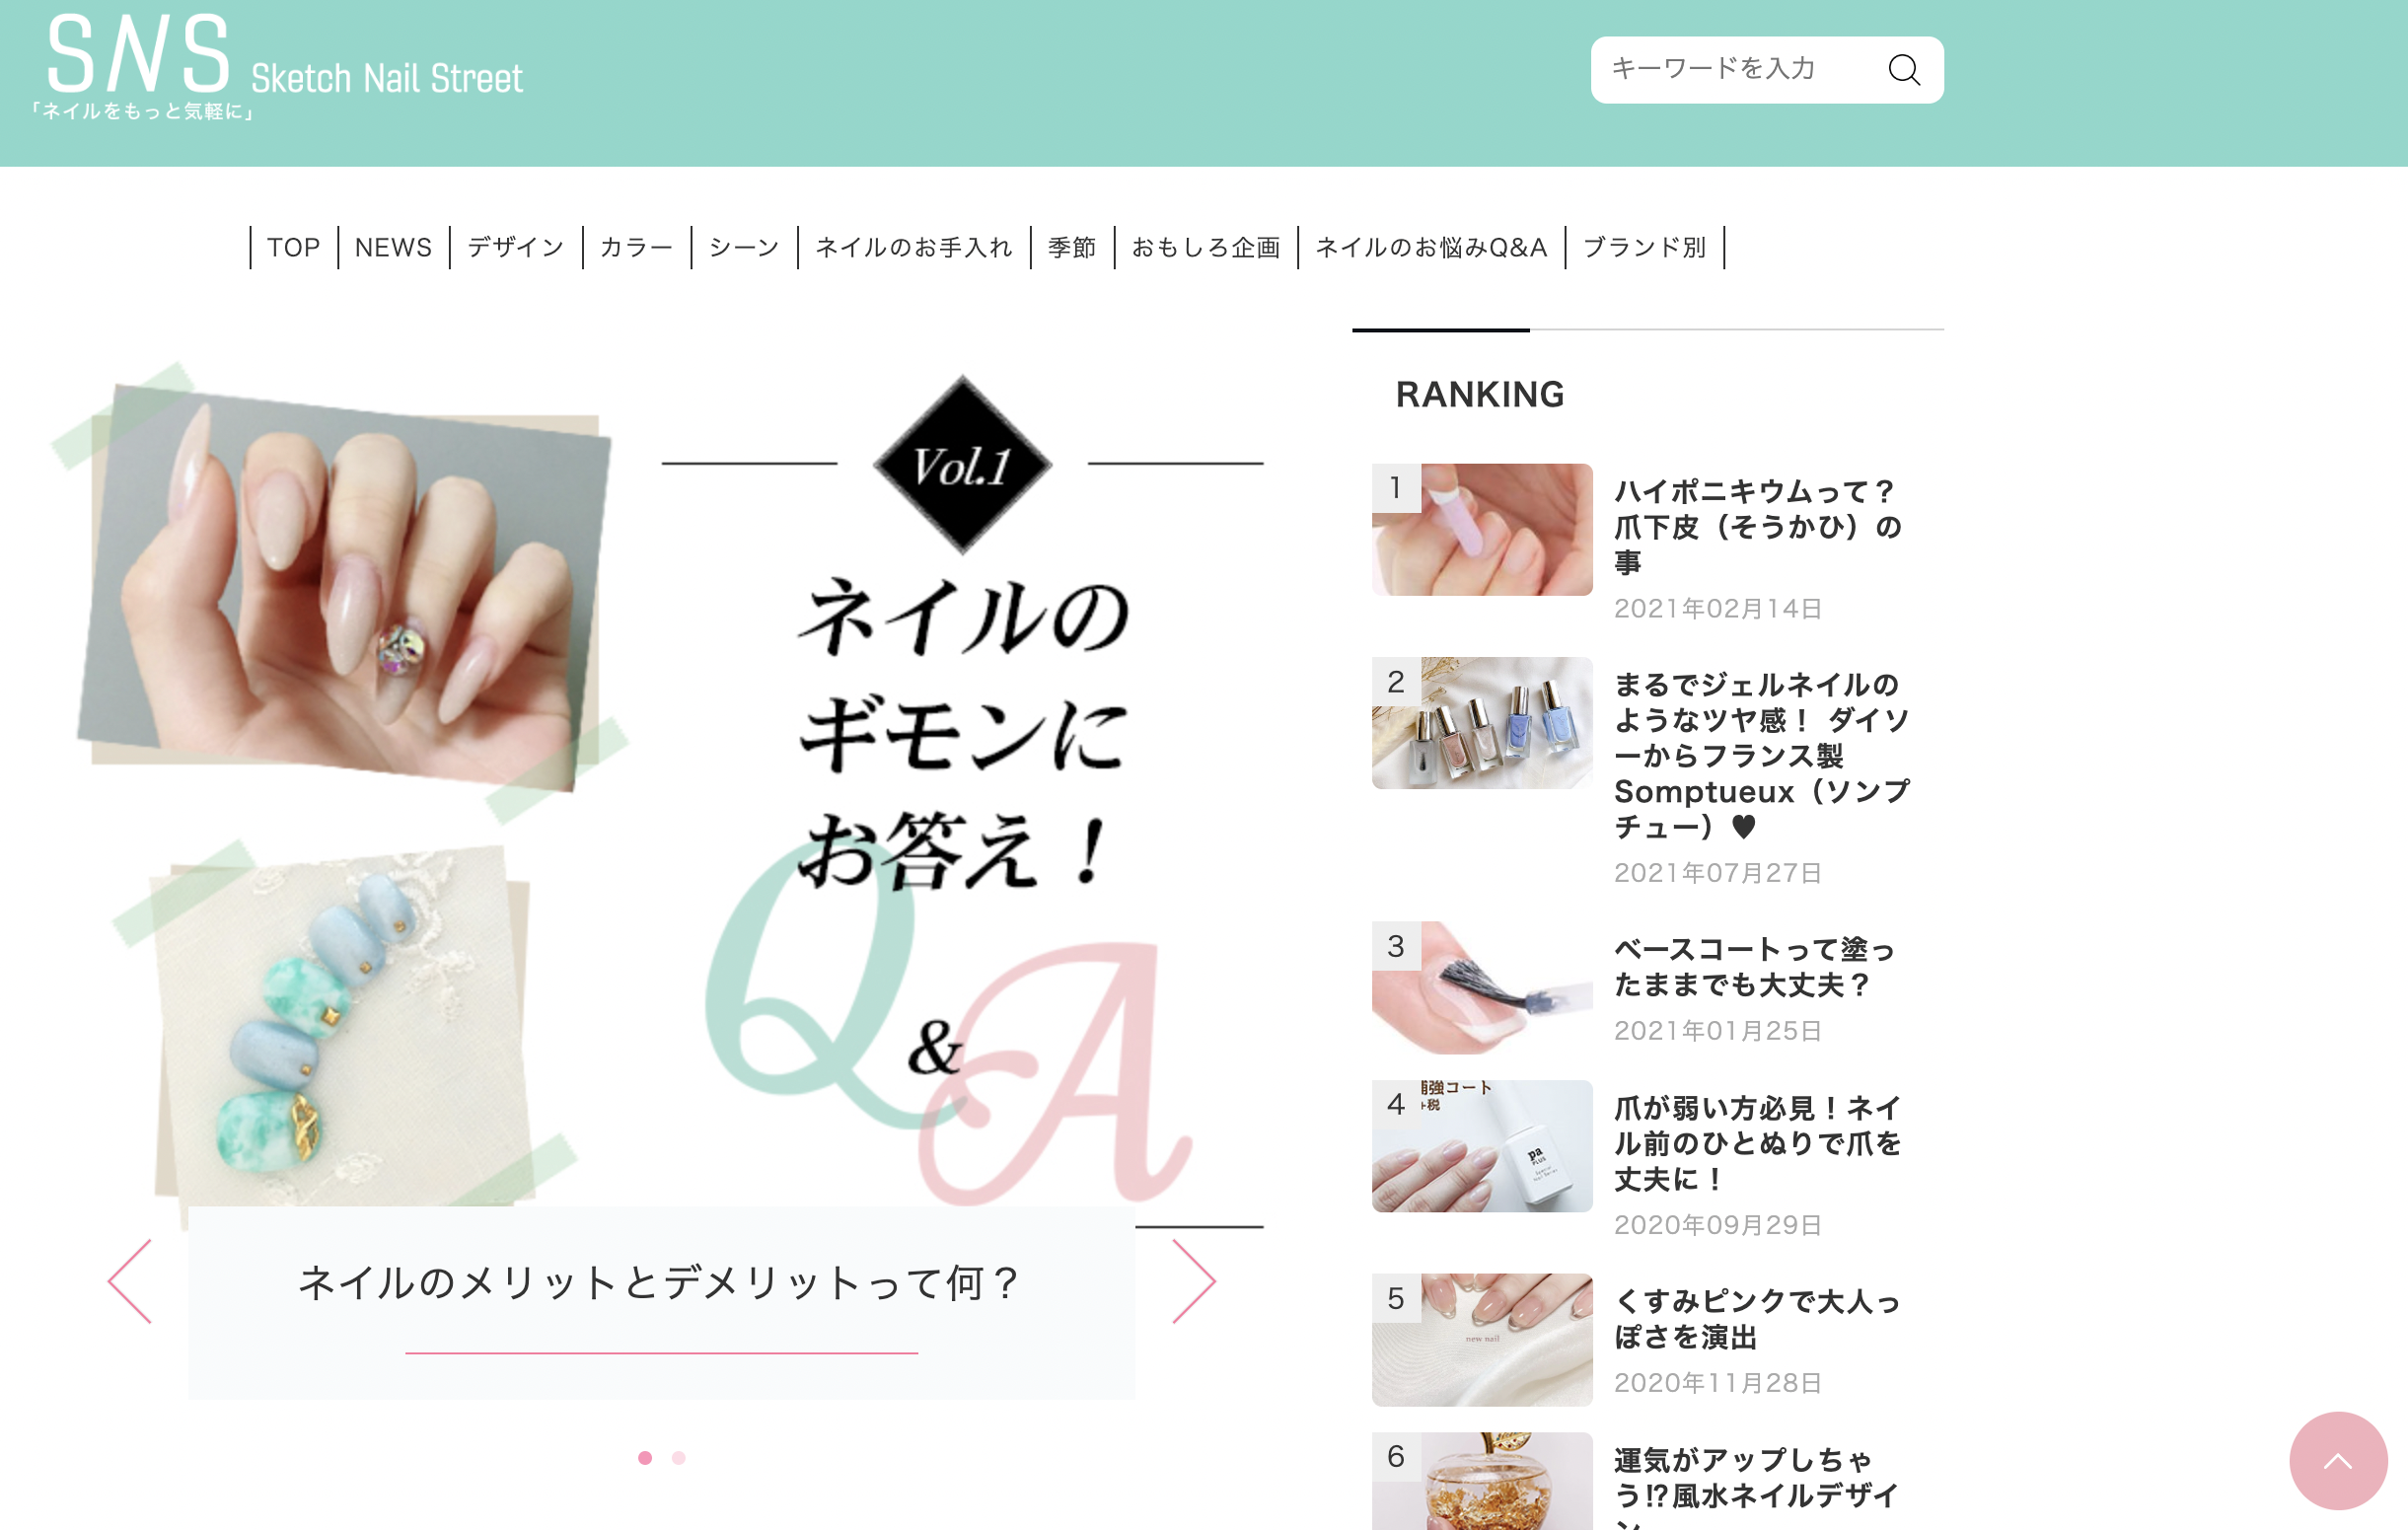 SNS Sketch Nail Street
「ネイルをもっと気軽に」
キーワードを入力
TOP
NEWS
デザイン
カラー
シーン
ネイルのお手入れ
季節
おもしろ企画
ネイルのお悩みQ&A
ブランド別
Vol.1
ネイルの
ギモンに
お答え！
Q
&
A
ネイルのメリットとデメリットって何？
RANKING
1
ハイポニキウムって？
爪下皮（そうかひ）の
事
2021年02月14日
2
まるでジェルネイルの
ようなツヤ感！ ダイソ
ーからフランス製
Somptueux（ソンプ
チュー）♥
2021年07月27日
3
ベースコートって塗っ
たままでも大丈夫？
2021年01月25日
4
強コート
+税
pa
PLUS
爪が弱い方必見！ネイ
ル前のひとぬりで爪を
丈夫に！
2020年09月29日
5
new nail
くすみピンクで大人っ
ぽさを演出
2020年11月28日
6
運気がアップしちゃ
う⁉風水ネイルデザイ
ン